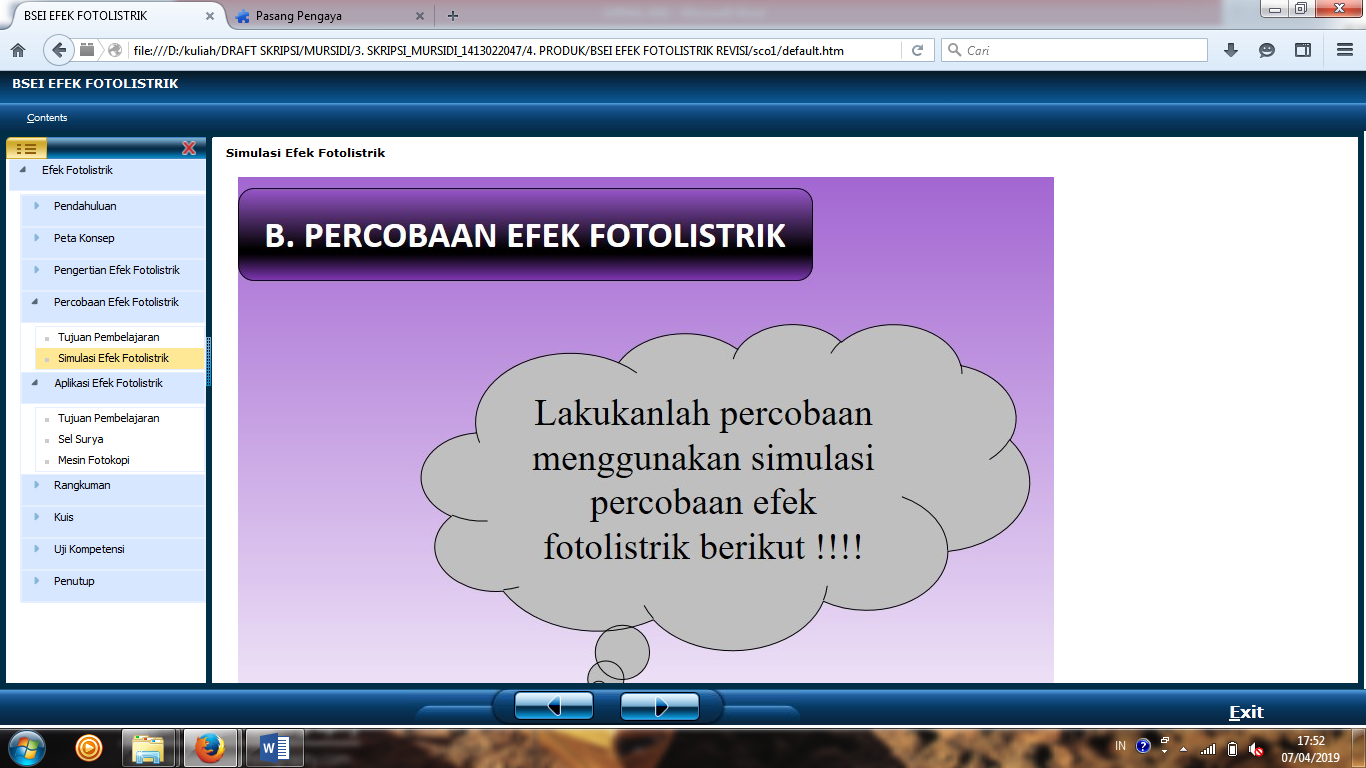 BSEI EFEK FOTOLISTRIK
Pasang Pengaya
file:///D:/kuliah/DRAFT SKRIPSI/MURSIDI/3. SKRIPSI_MURSIDI_1413022047/4. PRODUK/BSEI EFEK FOTOLISTRIK REVISI/sco1/default.htm
Cari
BSEI EFEK FOTOLISTRIK
Contents
Efek Fotolistrik
Pendahuluan
Peta Konsep
Pengertian Efek Fotolistrik
Percobaan Efek Fotolistrik
Tujuan Pembelajaran
Simulasi Efek Fotolistrik
Aplikasi Efek Fotolistrik
Tujuan Pembelajaran
Sel Surya
Mesin Fotokopi
Rangkuman
Kuis
Uji Kompetensi
Penutup
Simulasi Efek Fotolistrik
B. PERCOBAAN EFEK FOTOLISTRIK
Lakukanlah percobaan
menggunakan simulasi
percobaan efek
fotolistrik berikut !!!!
Exit
IN
17:52
07/04/2019